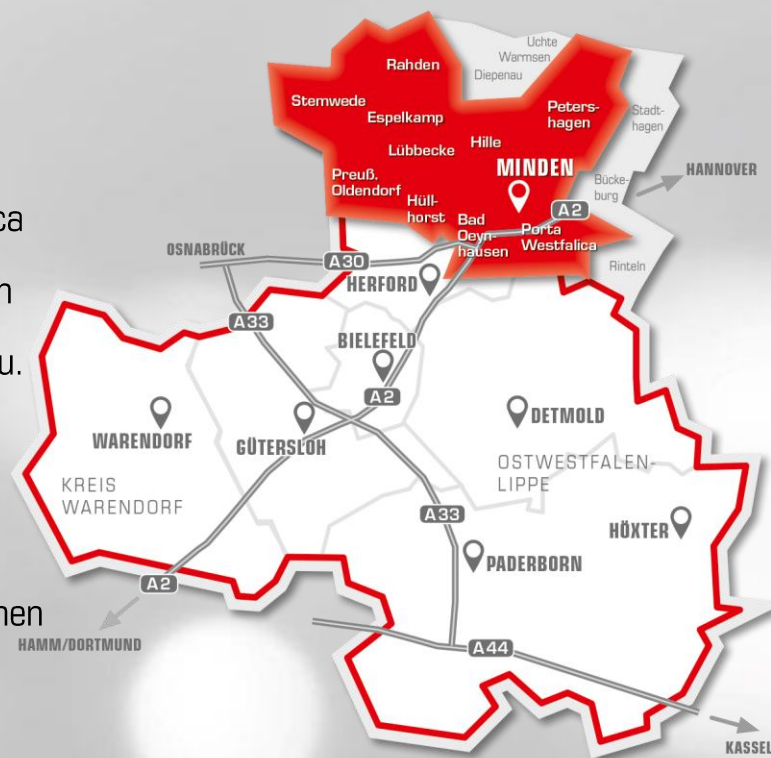 Uchte
Warmsen
Diepenau
Rahden
Stemwede
Espelkamp
Peters-
hagen
Stadt-
hagen
Lübbecke
Hille
MINDEN
HANNOVER
Preuß.
Oldendorf
Bücke-
burg
Hüll-
horst
A2
ca
Bad
Oeyn-
hausen
Porta
Westfalica
OSNABRÜCK
A30
Rinteln
HERFORD
n
A33
BIELEFELD
u.
A2
WARENDORF
GÜTERSLOH
DETMOLD
KREIS
WARENDORF
OSTWESTFALEN-
LIPPE
A33
HÖXTER
PADERBORN
A2
nen
HAMM/DORTMUND
A44
KASSEL